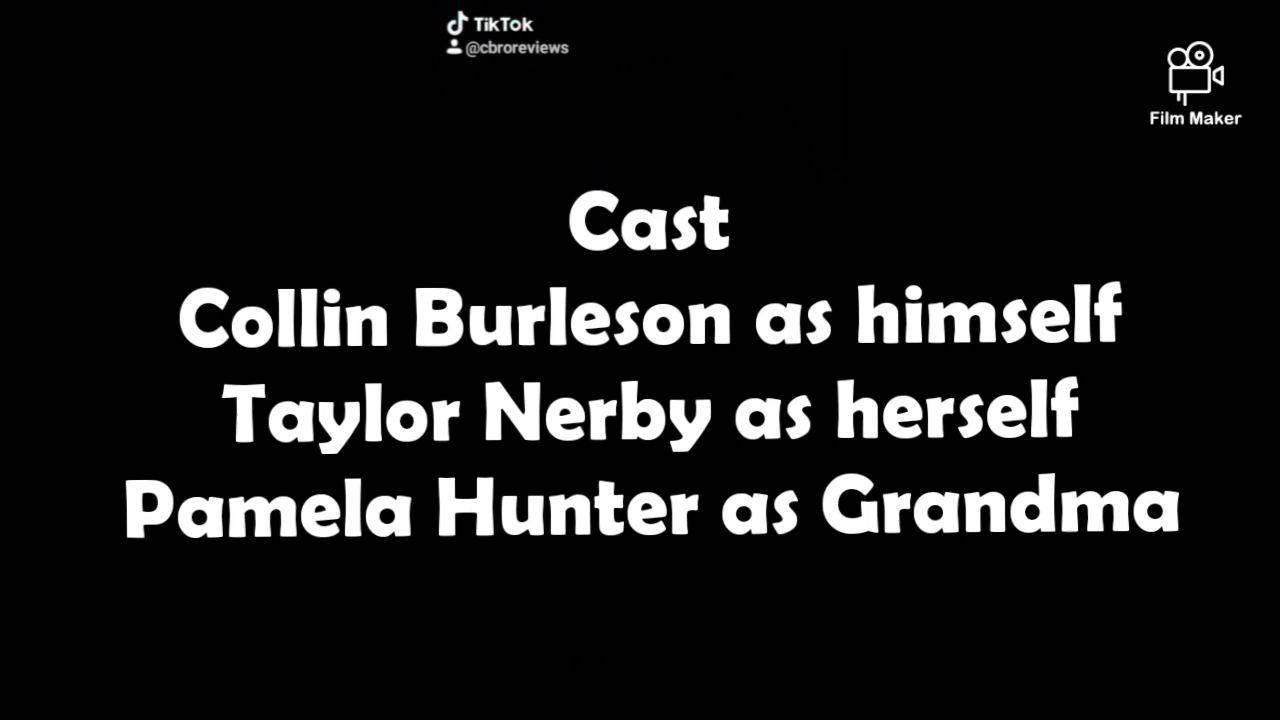 TikTok
@cbroreviews
Film Maker
Cast
Collin Burleson as himself
Taylor Nerby as herself
Pamela Hunter as Grandma